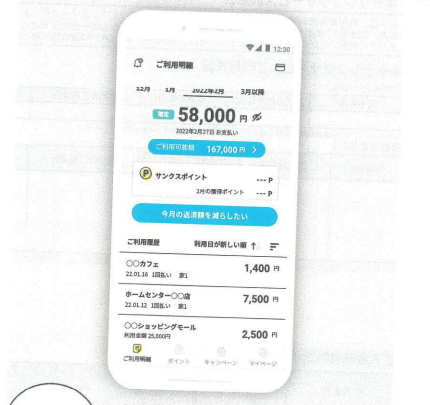 12:30
ご利用明細
12月 1月 2022年2月 3月以降
確定 58,000 円
2022年2月27日 お支払い
ご利用可能額 167,000 円 >
P サンクスポイント --- P
2月の獲得ポイント --- P
今月の返済額を減らしたい
ご利用履歴 利用日が新しい順 ↑↓
〇〇カフェ
1,400 円
22.01.16 1回払い 家1
ホームセンター〇〇店
7,500 円
22.01.12 1回払い 家1
〇〇ショッピングモール
2,500 円
利用金額 25,000円
ご利用明細 ポイント キャンペーン マイページ